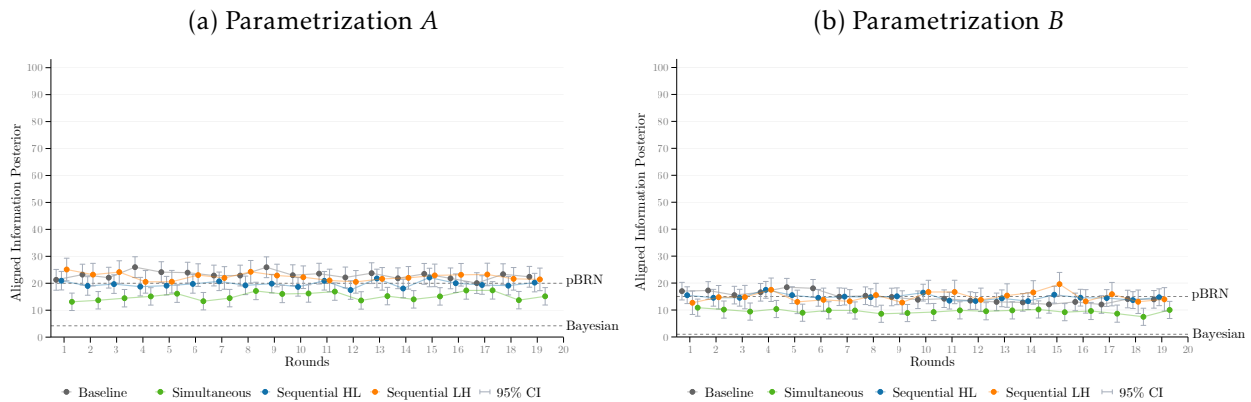 (a) Parametrization A
(b) Parametrization B
Aligned Information Posterior
100
90
80
70
60
50
40
30
20
10
0
pBRN
Bayesian
1 2 3 4 5 6 7 8 9 10 11 12 13 14 15 16 17 18 19 20
Rounds
Baseline Simultaneous Sequential HL Sequential LH 95% CI
Aligned Information Posterior
100
90
80
70
60
50
40
30
20
10
0
pBRN
Bayesian
1 2 3 4 5 6 7 8 9 10 11 12 13 14 15 16 17 18 19 20
Rounds
Baseline Simultaneous Sequential HL Sequential LH 95% CI